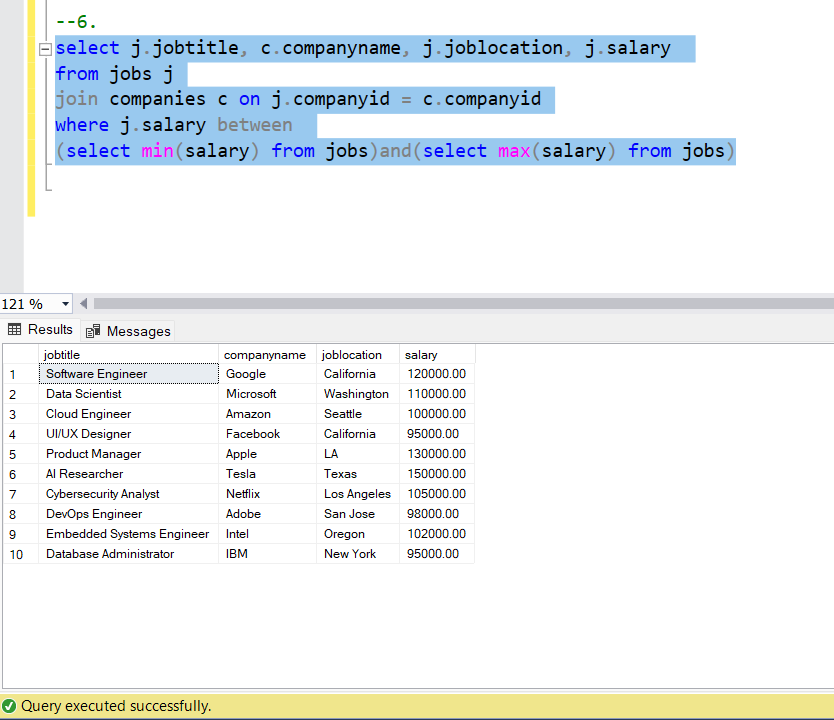 --6.
select j.jobtitle, c.companyname, j.joblocation, j.salary
from jobs j
join companies c on j.companyid = c.companyid
where j.salary between
(select min(salary) from jobs)and(select max(salary) from jobs)
121 %
Results Messages
jobtitle companyname joblocation salary
1 Software Engineer Google California 120000.00
2 Data Scientist Microsoft Washington 110000.00
3 Cloud Engineer Amazon Seattle 100000.00
4 UI/UX Designer Facebook California 95000.00
5 Product Manager Apple LA 130000.00
6 AI Researcher Tesla Texas 150000.00
7 Cybersecurity Analyst Netflix Los Angeles 105000.00
8 DevOps Engineer Adobe San Jose 98000.00
9 Embedded Systems Engineer Intel Oregon 102000.00
10 Database Administrator IBM New York 95000.00
Query executed successfully.